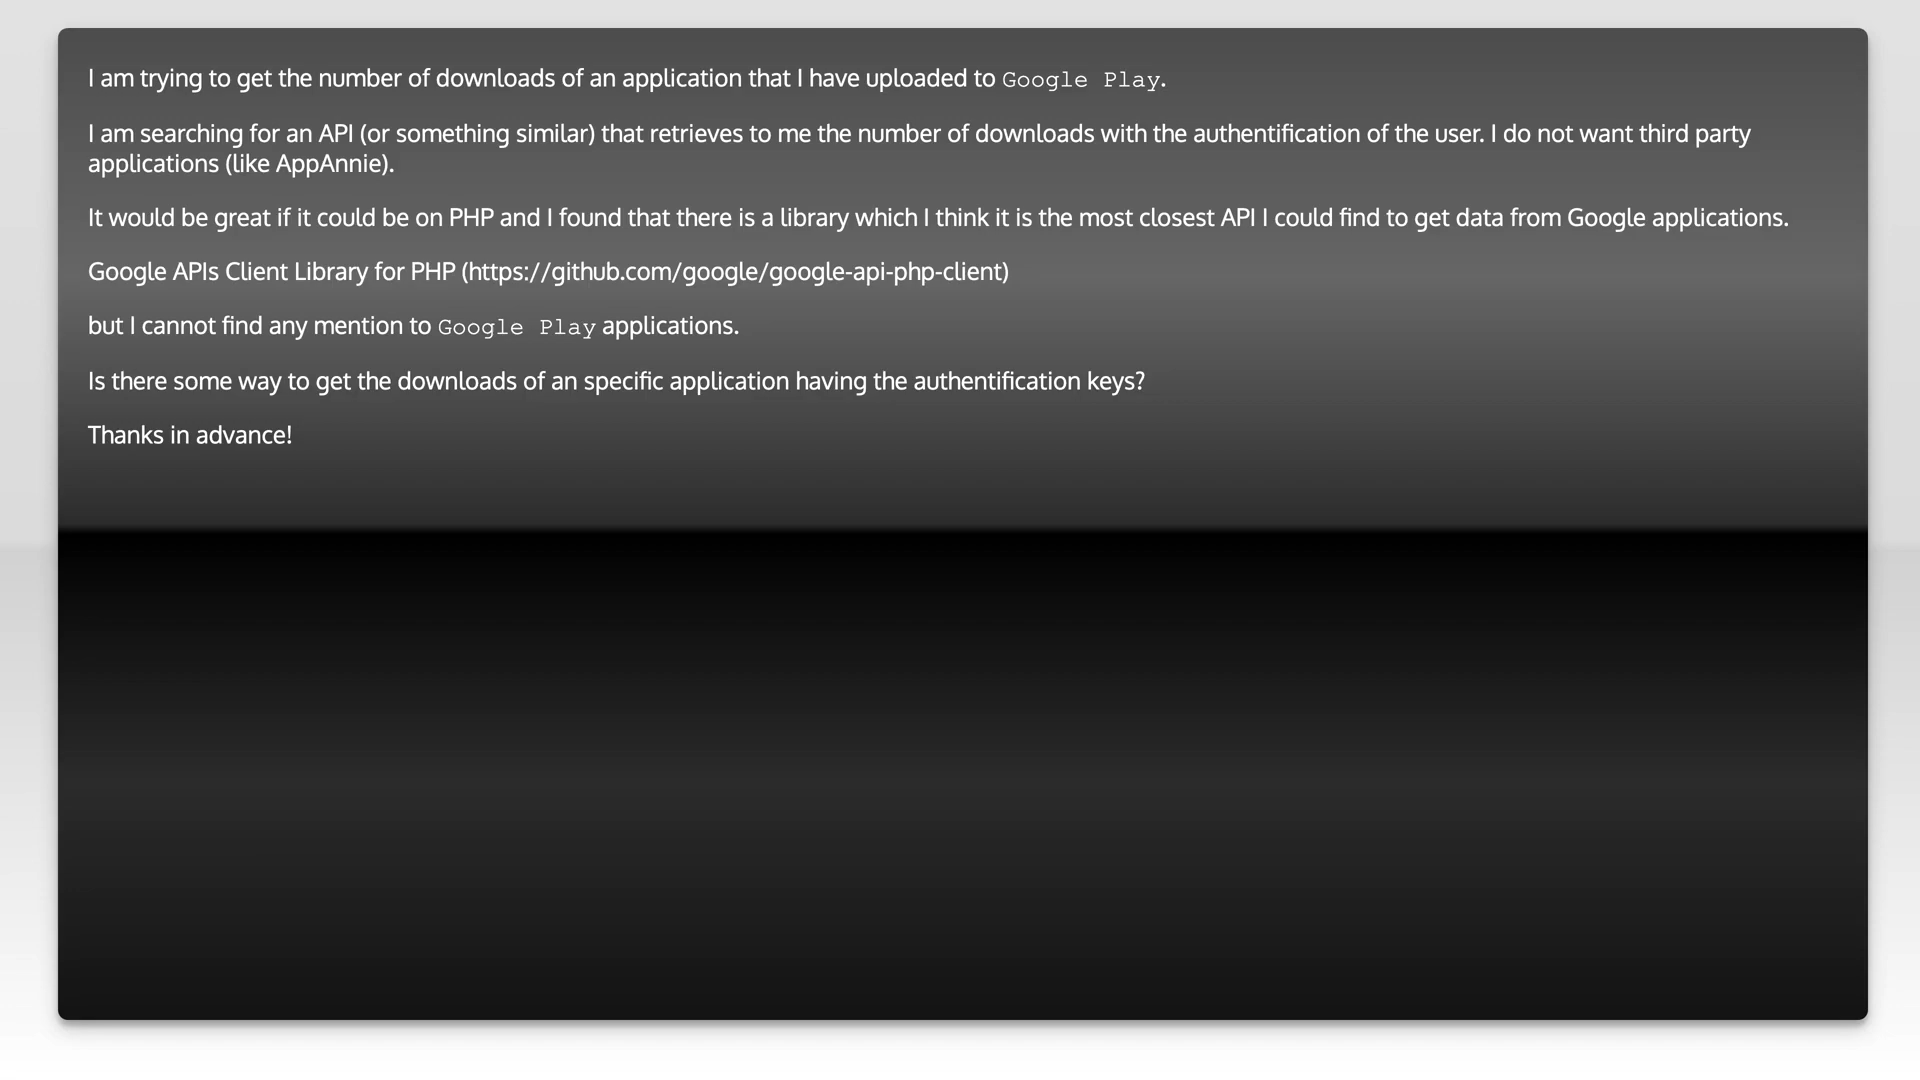 I am trying to get the number of downloads of an application that I have uploaded to Google Play.
I am searching for an API (or something similar) that retrieves to me the number of downloads with the authentification of the user. I do not want third party
applications (like AppAnnie).
It would be great if it could be on PHP and I found that there is a library which I think it is the most closest API I could find to get data from Google applications.
Google APIs Client Library for PHP (https://github.com/google/google-api-php-client)
but I cannot find any mention to Google Play applications.
Is there some way to get the downloads of an specific application having the authentification keys?
Thanks in advance!